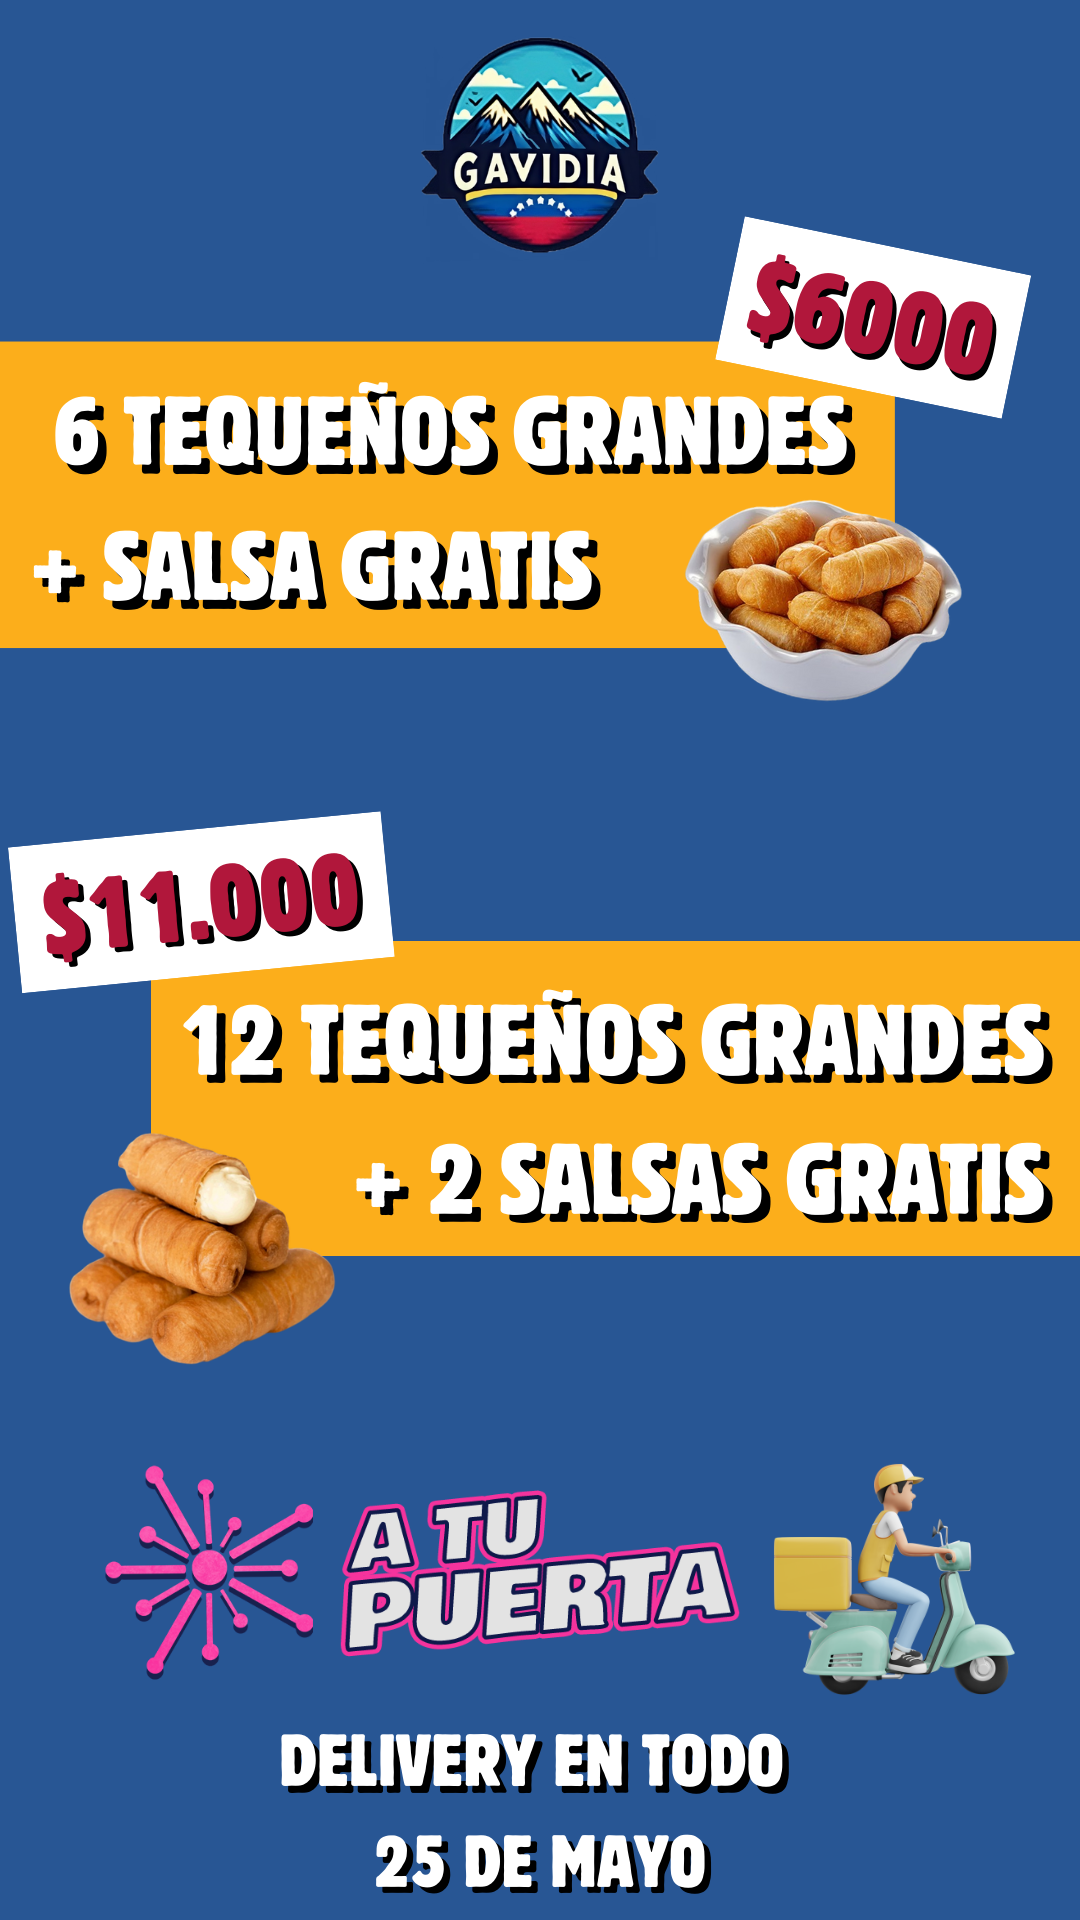 GAVIDIA
$6000
6 TEQUEÑOS GRANDES
+ SALSA GRATIS
$11.000
12 TEQUEÑOS GRANDES
+ 2 SALSAS GRATIS
A TU
PUERTA
DELIVERY EN TODO
25 DE MAYO